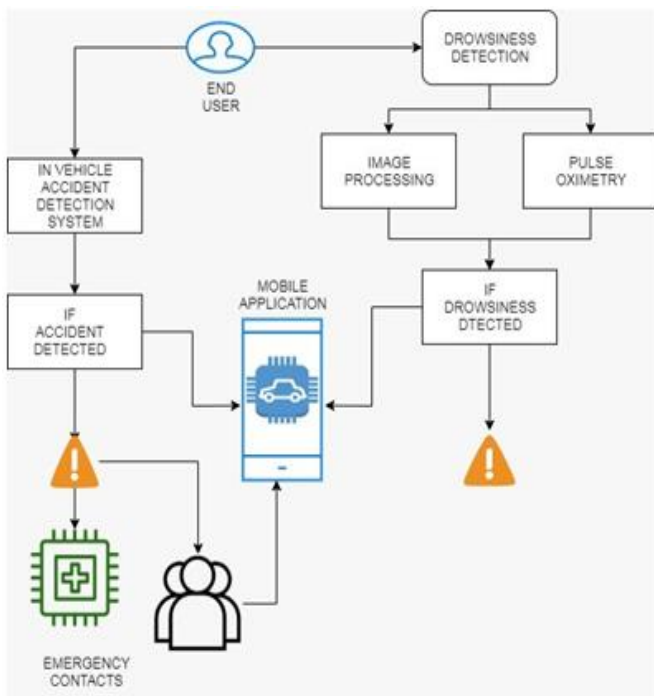 DROWSINESS
DETECTION
END
USER
IMAGE
PROCESSING
PULSE
OXIMETRY
IN VEHICLE
ACCIDENT
DETECTION
SYSTEM
MOBILE
APPLICATION
IF
ACCIDENT
DETECTED
IF
DROWSINESS
DTECTED
EMERGENCY
CONTACTS